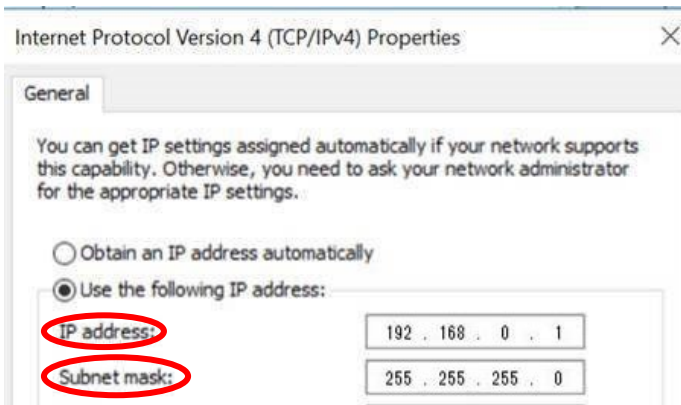 Internet Protocol Version 4 (TCP/IPv4) Properties
General
You can get IP settings assigned automatically if your network supports
this capability. Otherwise, you need to ask your network administrator
for the appropriate IP settings.
Obtain an IP address automatically
Use the following IP address:
IP address: 192 . 168 . 0 . 1
Subnet mask: 255 . 255 . 255 . 0